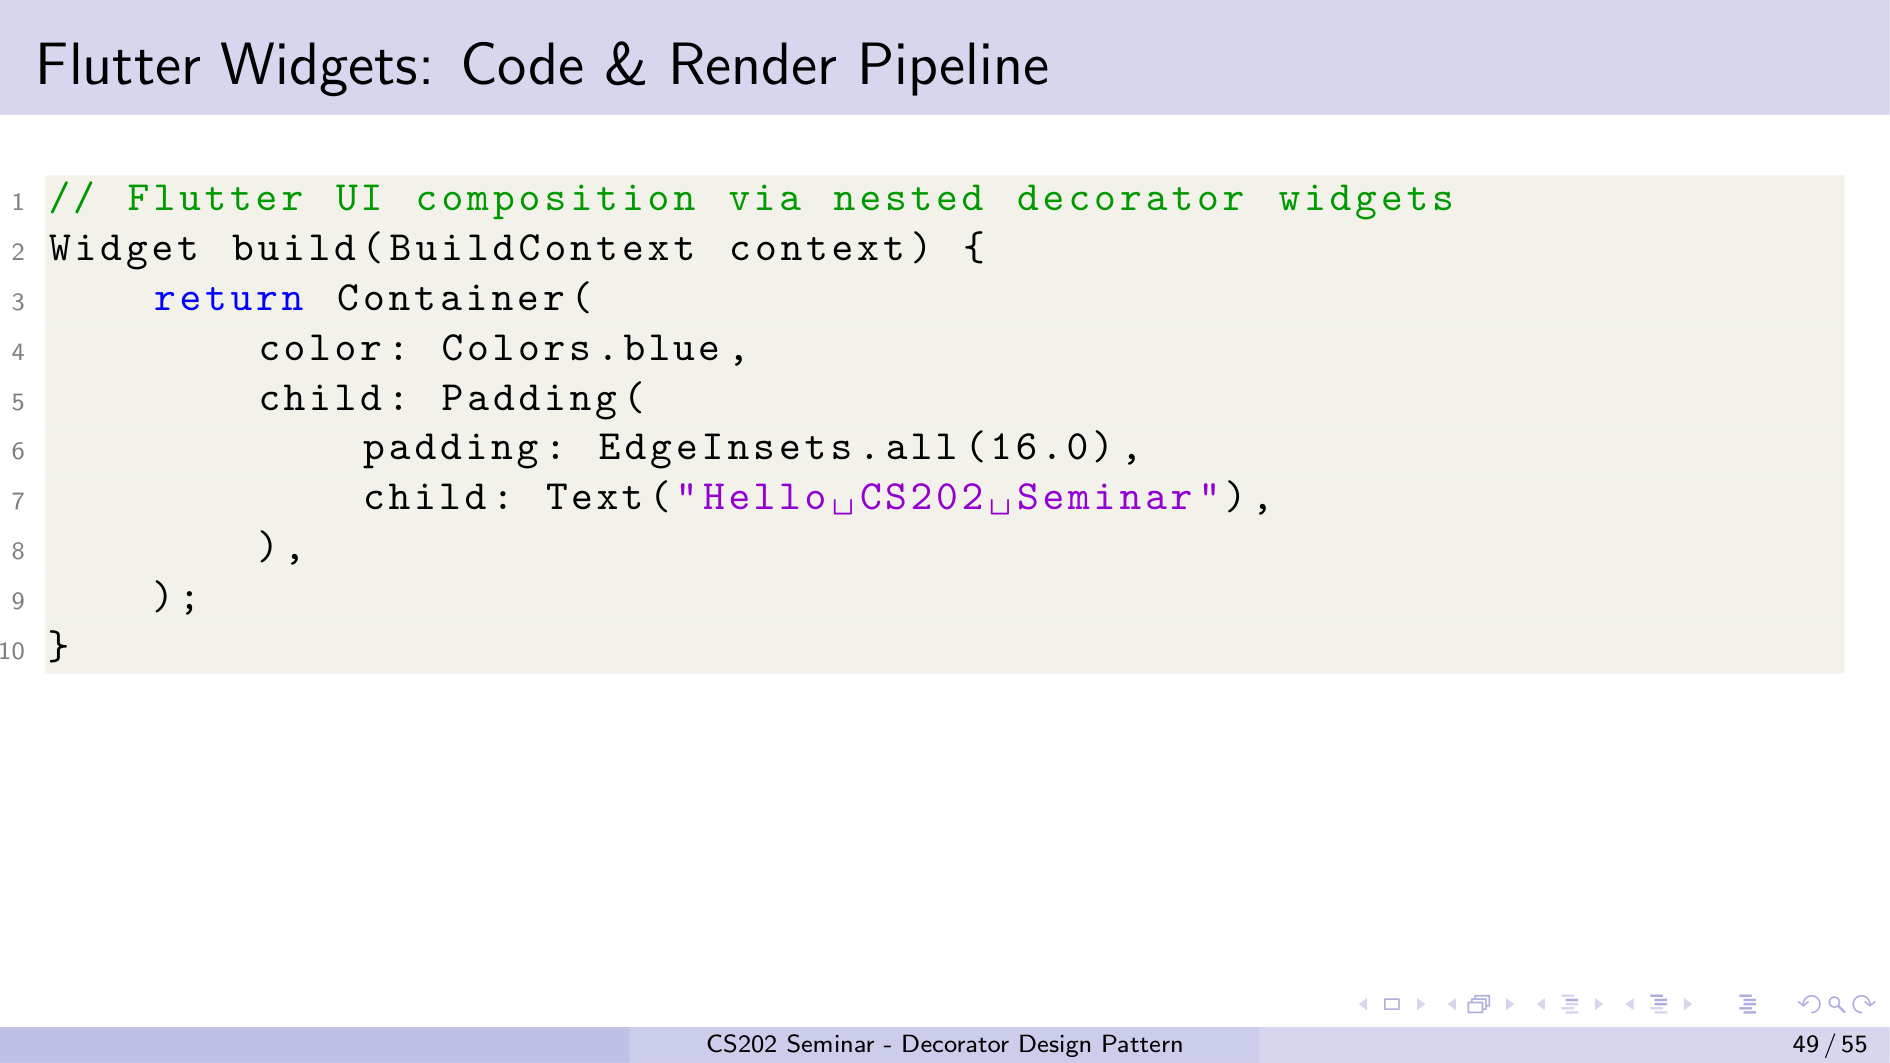 Flutter Widgets: Code & Render Pipeline
1 // Flutter UI composition via nested decorator widgets
2 Widget build(BuildContext context) {
3     return Container(
4         color: Colors.blue,
5         child: Padding(
6             padding: EdgeInsets.all(16.0),
7             child: Text("Hello␣CS202␣Seminar"),
8         ),
9     );
10 }
CS202 Seminar - Decorator Design Pattern
49 / 55